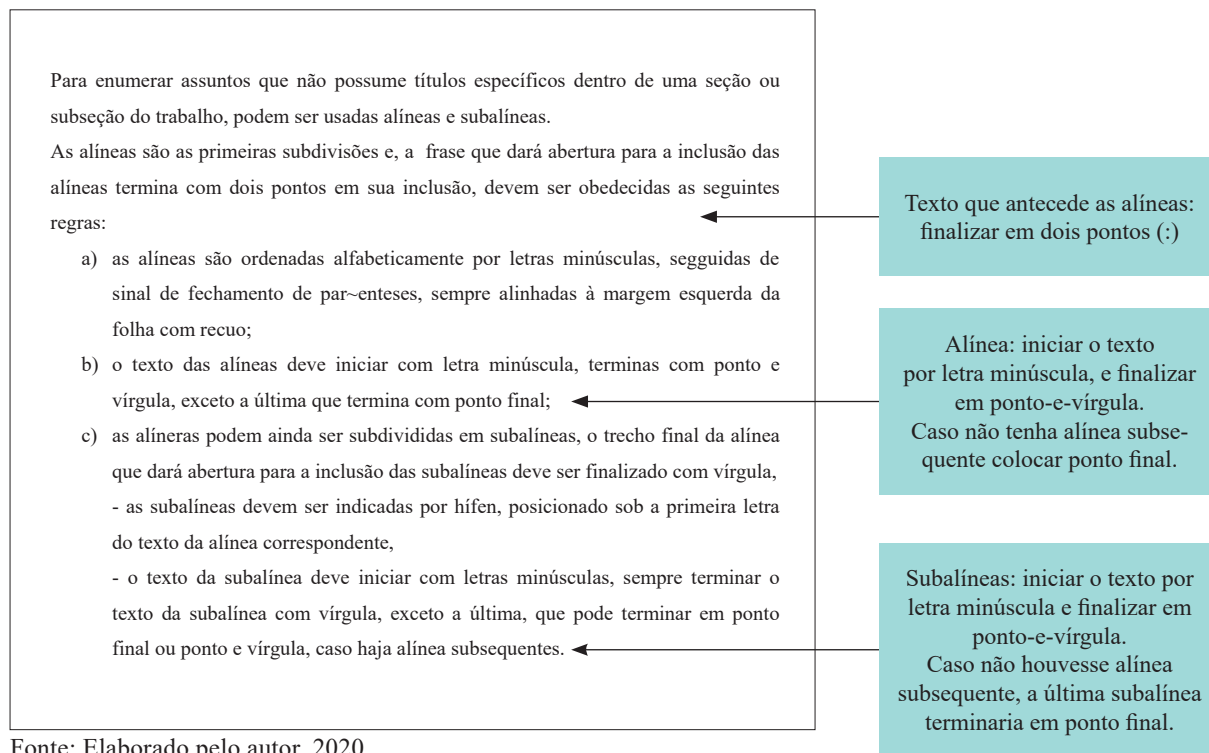 Para enumerar assuntos que não possume títulos específicos dentro de uma seção ou
subseção do trabalho, podem ser usadas alíneas e subalíneas.
As alíneas são as primeiras subdivisões e, a frase que dará abertura para a inclusão das
alíneas termina com dois pontos em sua inclusão, devem ser obedecidas as seguintes
regras:
a) as alíneas são ordenadas alfabeticamente por letras minúsculas, segguidas de
sinal de fechamento de par~enteses, sempre alinhadas à margem esquerda da
folha com recuo;
b) o texto das alíneas deve iniciar com letra minúscula, terminas com ponto e
vírgula, exceto a última que termina com ponto final;
c) as alíneras podem ainda ser subdivididas em subalíneas, o trecho final da alínea
que dará abertura para a inclusão das subalíneas deve ser finalizado com vírgula,
- as subalíneas devem ser indicadas por hífen, posicionado sob a primeira letra
do texto da alínea correspondente,
- o texto da subalínea deve iniciar com letras minúsculas, sempre terminar o
texto da subalínea com vírgula, exceto a última, que pode terminar em ponto
final ou ponto e vírgula, caso haja alínea subsequentes.
Texto que antecede as alíneas:
finalizar em dois pontos (:)
Alínea: iniciar o texto
por letra minúscula, e finalizar
em ponto-e-vírgula.
Caso não tenha alínea subse-
quente colocar ponto final.
Subalíneas: iniciar o texto por
letra minúscula e finalizar em
ponto-e-vírgula.
Caso não houvesse alínea
subsequente, a última subalínea
terminaria em ponto final.
Fonte: Elaborado pelo autor, 2020